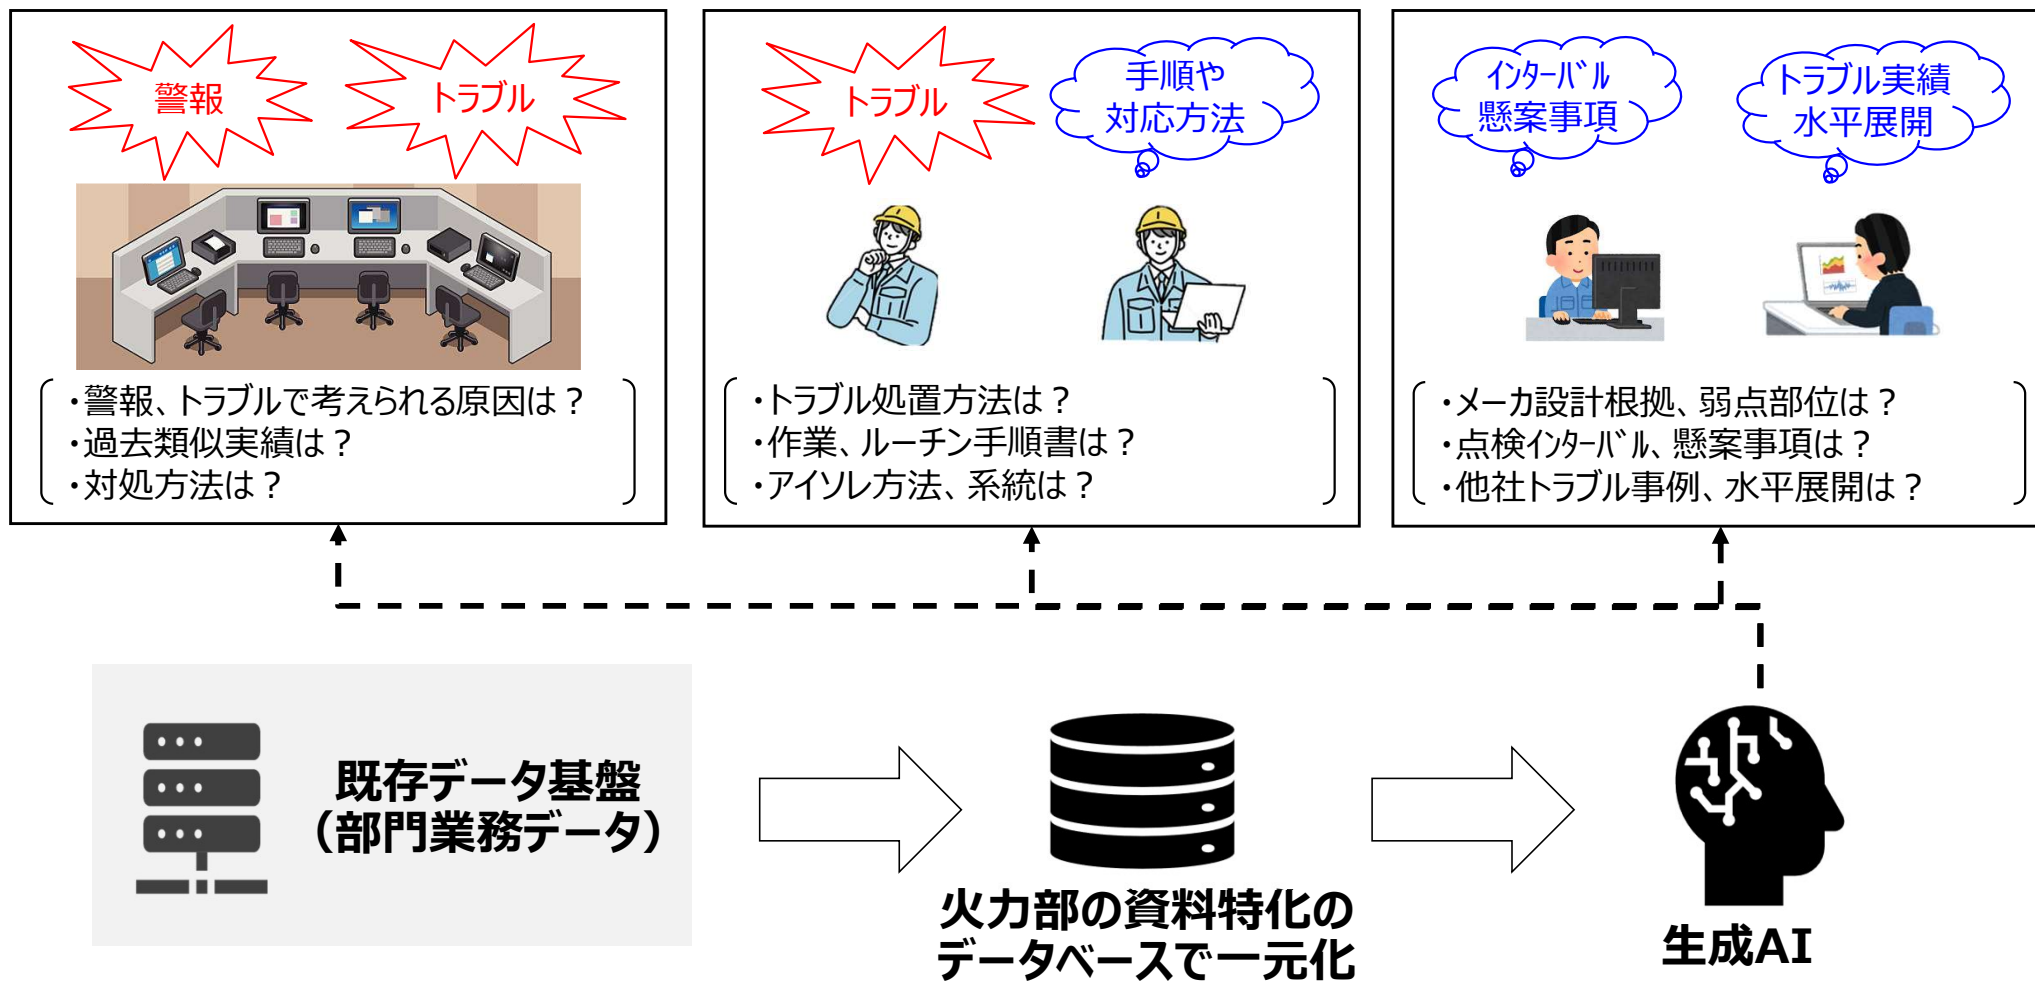 警報
トラブル
・警報、トラブルで考えられる原因は？
・過去類似実績は？
・対処方法は？
トラブル
手順や
対応方法
・トラブル処置方法は？
・作業、ルーチン手順書は？
・アイソレ方法、系統は？
ｲﾝﾀｰﾊﾞﾙ
懸案事項
トラブル実績
水平展開
・メーカ設計根拠、弱点部位は？
・点検ｲﾝﾀｰﾊﾞﾙ、懸案事項は？
・他社トラブル事例、水平展開は？
既存データ基盤
（部門業務データ）
火力部の資料特化の
データベースで一元化
生成AI